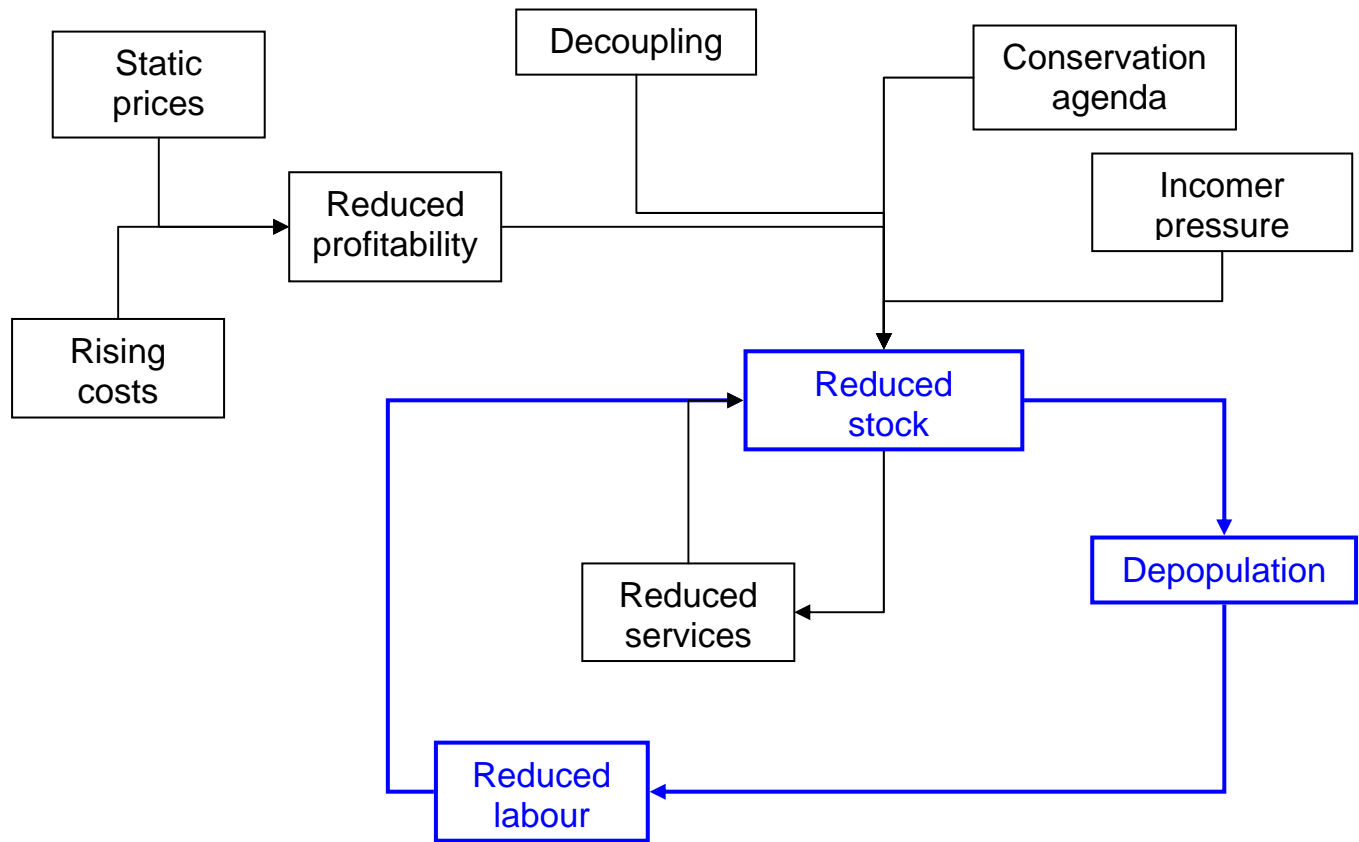 Static
prices
Decoupling
Conservation
agenda
Reduced
profitability
Incomer
pressure
Rising
costs
Reduced
stock
Depopulation
Reduced
services
Reduced
labour